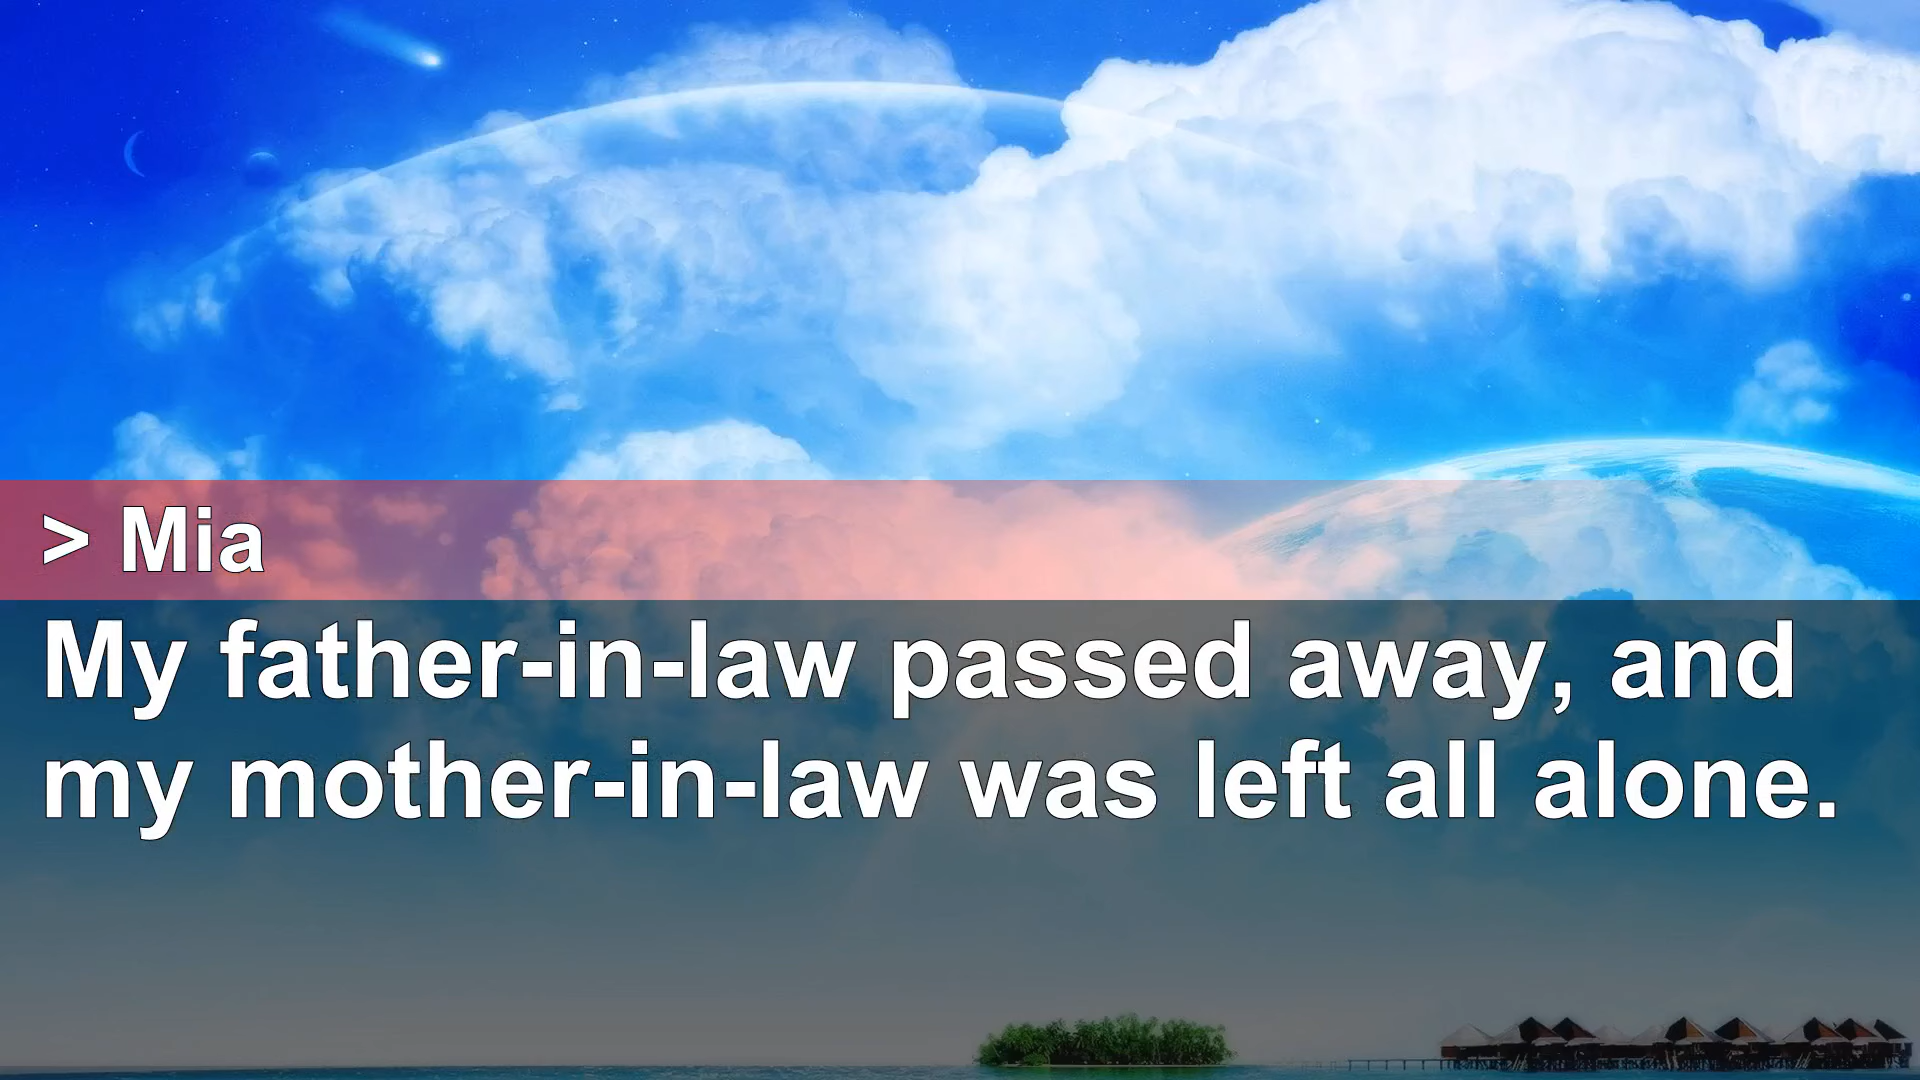 > Mia
My father-in-law passed away, and
my mother-in-law was left all alone.